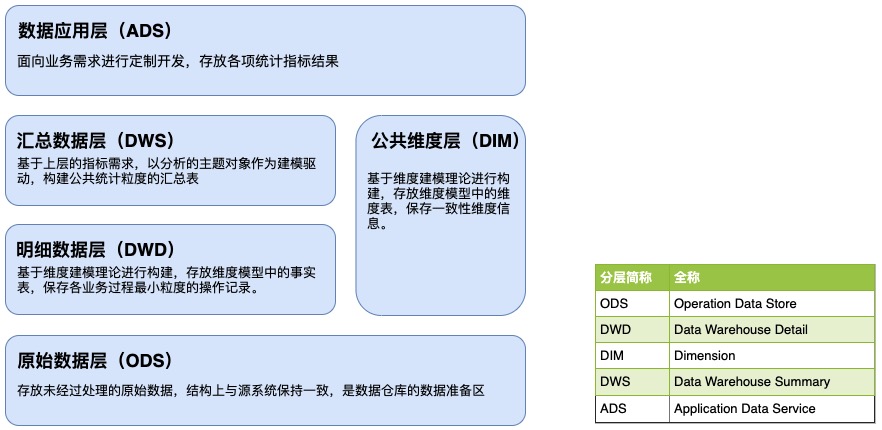 数据应用层（ADS）
面向业务需求进行定制开发，存放各项统计指标结果
汇总数据层（DWS）
基于上层的指标需求，以分析的主题对象作为建模驱
动，构建公共统计粒度的汇总表
公共维度层（DIM）
基于维度建模理论进行构
建，存放维度模型中的维
度表，保存一致性维度信
息。
明细数据层（DWD）
基于维度建模理论进行构建，存放维度模型中的事实
表，保存各业务过程最小粒度的操作记录。
原始数据层（ODS）
存放未经过处理的原始数据，结构上与源系统保持一致，是数据仓库的数据准备区
分层简称 全称
ODS Operation Data Store
DWD Data Warehouse Detail
DIM Dimension
DWS Data Warehouse Summary
ADS Application Data Service